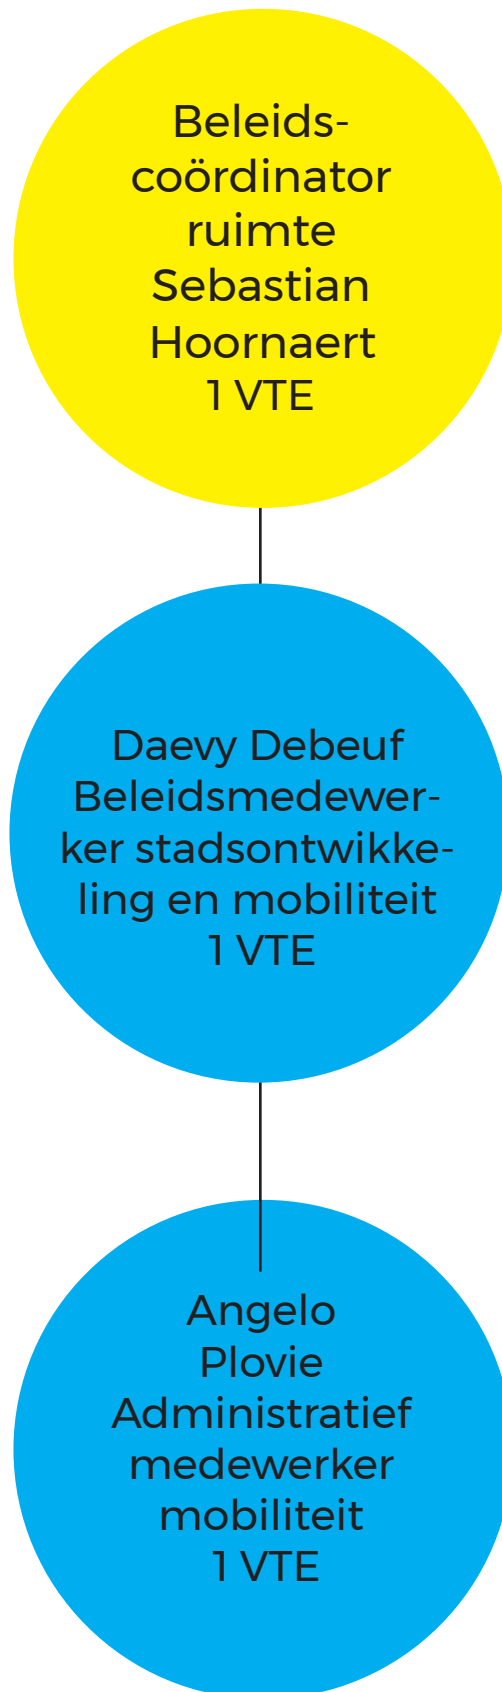 Beleids-
coördinator
ruimte
Sebastian
Hoornaert
1 VTE
Daevy Debeuf
Beleidsmedewer-
ker stadsontwikke-
ling en mobiliteit
1 VTE
Angelo
Plovie
Administratief
medewerker
mobiliteit
1 VTE